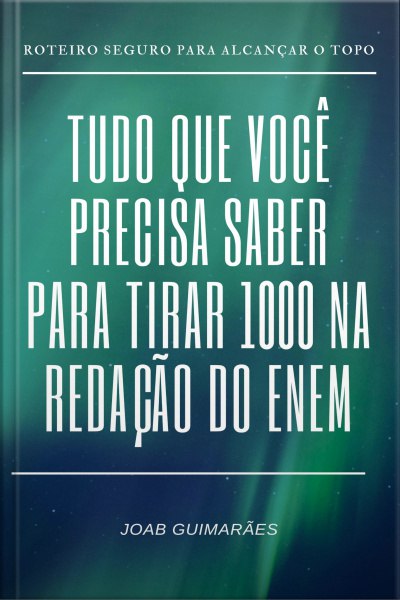 ROTEIRO SEGURO PARA ALCANÇAR O TOPO
TUDO QUE VOCÊ
PRECISA SABER
PARA TIRAR 1000 NA
REDAÇÃO DO ENEM
JOAB GUIMARÃES